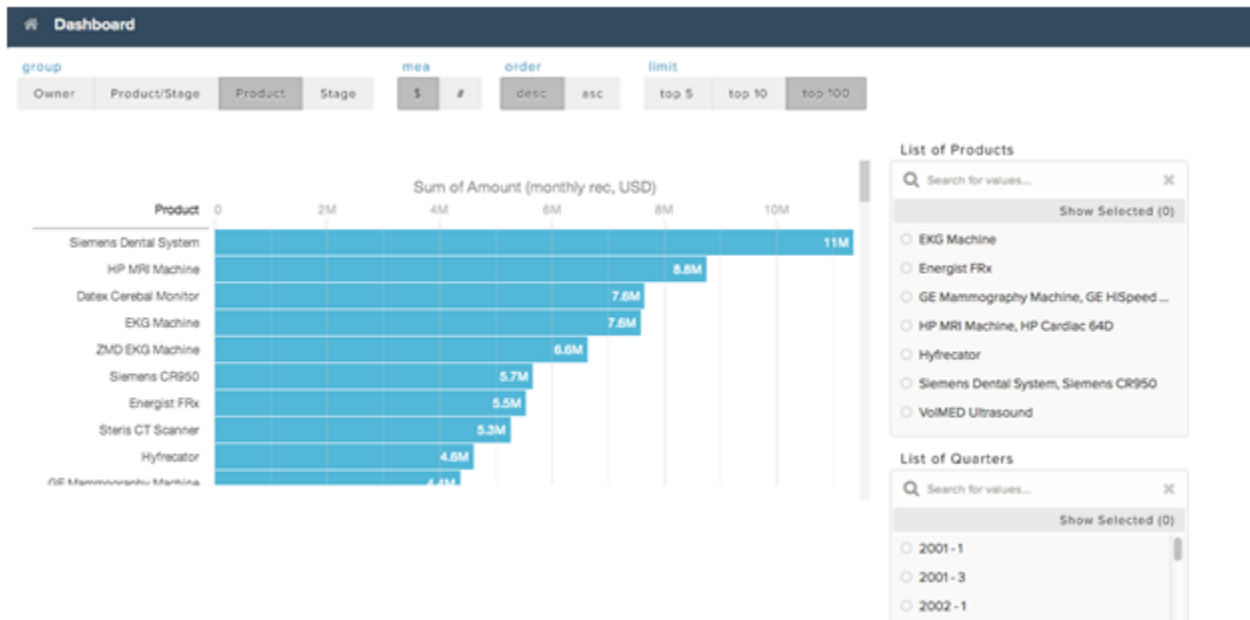 Dashboard
group
mea
order
limit
Owner
Product/Stage
Product
Stage
$
#
desc
asc
top 5
top 10
top 100
Sum of Amount (monthly rec, USD)
Product
0
2M
4M
6M
8M
10M
Siemens Dental System
11M
HP MRI Machine
8.8M
Datex Cerebal Monitor
7.6M
EKG Machine
7.6M
ZMD EKG Machine
6.6M
Siemens CR950
5.7M
Energist FRx
5.5M
Steris CT Scanner
5.3M
Hyfrecator
4.6M
GE Mammography Machine
4.4M
List of Products
Search for values...
Show Selected (0)
EKG Machine
Energist FRx
GE Mammography Machine, GE HiSpeed ...
HP MRI Machine, HP Cardiac 64D
Hyfrecator
Siemens Dental System, Siemens CR950
VolMED Ultrasound
List of Quarters
Search for values...
Show Selected (0)
2001 - 1
2001 - 3
2002 - 1